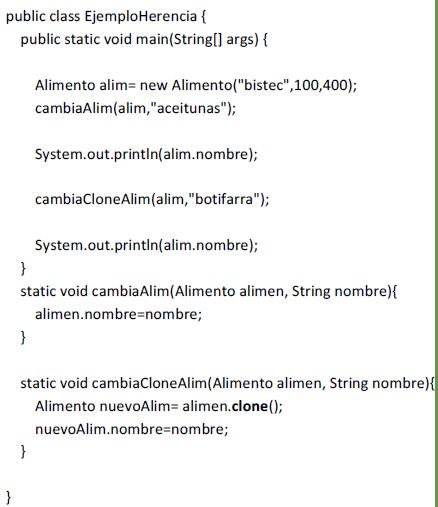 public class EjemploHerencia {
public static void main(String[] args) {
Alimento alim= new Alimento("bistec",100,400);
cambiaAlim(alim,"aceitunas");
System.out.println(alim.nombre);
cambiaCloneAlim(alim,"botifarra");
System.out.println(alim.nombre);
}
static void cambiaAlim(Alimento alimen, String nombre){
alimen.nombre=nombre;
}
static void cambiaCloneAlim(Alimento alimen, String nombre){
Alimento nuevoAlim= alimen.clone();
nuevoAlim.nombre=nombre;
}
}